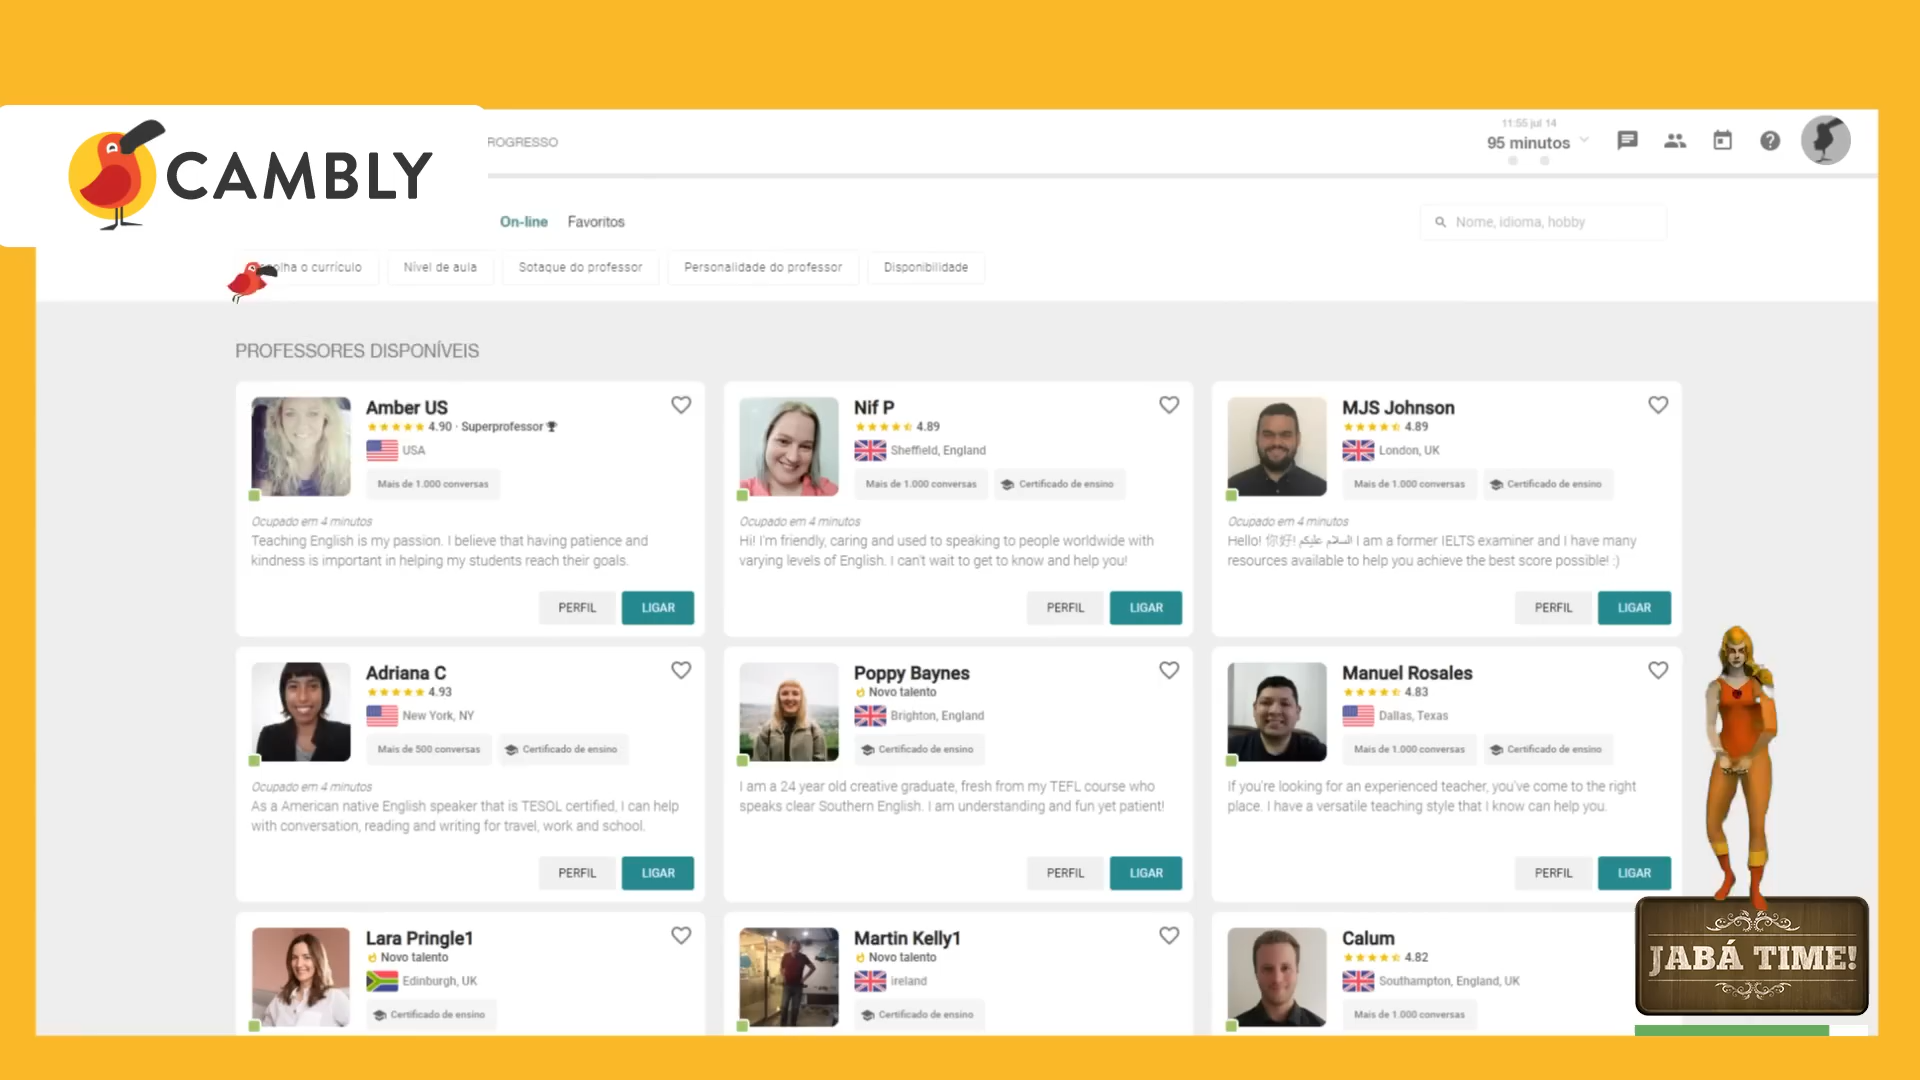 CAMBLY
ROGRESSO
11:55 jul 14
95 minutos
On-line Favoritos
Nome, idioma, hobby
olha o currículo
Nível de aula
Sotaque do professor
Personalidade do professor
Disponibilidade
PROFESSORES DISPONÍVEIS
Amber US
4.90 · Superprofessor
USA
Mais de 1.000 conversas
Ocupado em 4 minutos
Teaching English is my passion. I believe that having patience and
kindness is important in helping my students reach their goals.
PERFIL LIGAR
Nif P
4.89
Sheffield, England
Mais de 1.000 conversas Certificado de ensino
Ocupado em 4 minutos
Hi! I'm friendly, caring and used to speaking to people worldwide with
varying levels of English. I can't wait to get to know and help you!
PERFIL LIGAR
MJS Johnson
4.89
London, UK
Mais de 1.000 conversas Certificado de ensino
Ocupado em 4 minutos
Hello! 你好! السلام عليكم I am a former IELTS examiner and I have many
resources available to help you achieve the best score possible! :)
PERFIL LIGAR
Adriana C
4.93
New York, NY
Mais de 500 conversas Certificado de ensino
Ocupado em 4 minutos
As a American native English speaker that is TESOL certified, I can help
with conversation, reading and writing for travel, work and school.
PERFIL LIGAR
Poppy Baynes
Novo talento
Brighton, England
Certificado de ensino
I am a 24 year old creative graduate, fresh from my TEFL course who
speaks clear Southern English. I am understanding and fun yet patient!
PERFIL LIGAR
Manuel Rosales
4.83
Dallas, Texas
Mais de 1.000 conversas Certificado de ensino
If you're looking for an experienced teacher, you've come to the right
place. I have a versatile teaching style that I know can help you.
PERFIL LIGAR
Lara Pringle1
Novo talento
Edinburgh, UK
Certificado de ensino
Martin Kelly1
Novo talento
ireland
Certificado de ensino
Calum
4.82
Southampton, England, UK
Mais de 1.000 conversas
JABÁ TIME!